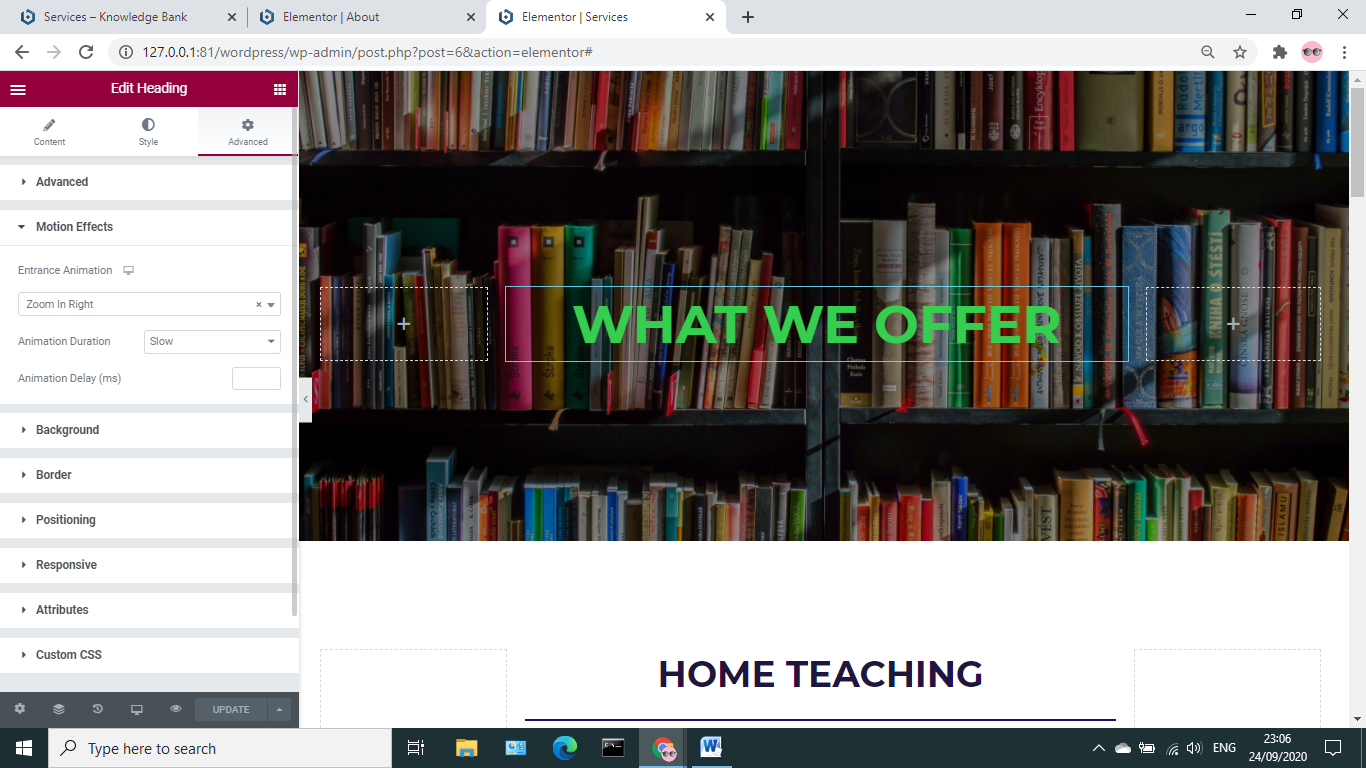 Services – Knowledge Bank
Elementor | About
Elementor | Services
127.0.0.1:81/wordpress/wp-admin/post.php?post=6&action=elementor#
Edit Heading
Content
Style
Advanced
Advanced
Motion Effects
Entrance Animation
Zoom In Right
Animation Duration
Slow
Animation Delay (ms)
Background
Border
Positioning
Responsive
Attributes
Custom CSS
UPDATE
WHAT WE OFFER
KNIHA O ŠTĚSTÍ
HOME TEACHING
Type here to search
ENG
23:06
24/09/2020